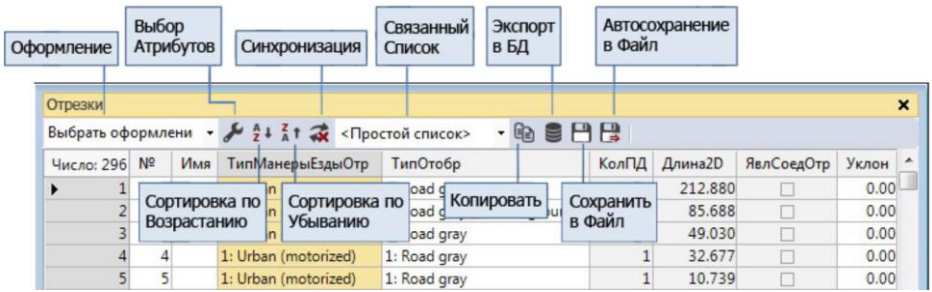 Оформление
Выбор
Атрибутов
Синхронизация
Связанный
Список
Экспорт
в БД
Автосохранение
в Файл
Отрезки
Выбрать оформлени <Простой список>
Число: 296 № Имя ТипМанерыЕздыОтр ТипОтобр КолПД Длина2D ЯвлСоедОтр Уклон
1 212.880 0.00
2 85.688 0.00
3 49.030 0.00
Сортировка по
Возрастанию
Сортировка по
Убыванию
Копировать
Сохранить
в Файл
4 4 1: Urban (motorized) 1: Road gray 1 32.677 0.00
5 5 1: Urban (motorized) 1: Road gray 1 10.739 0.00